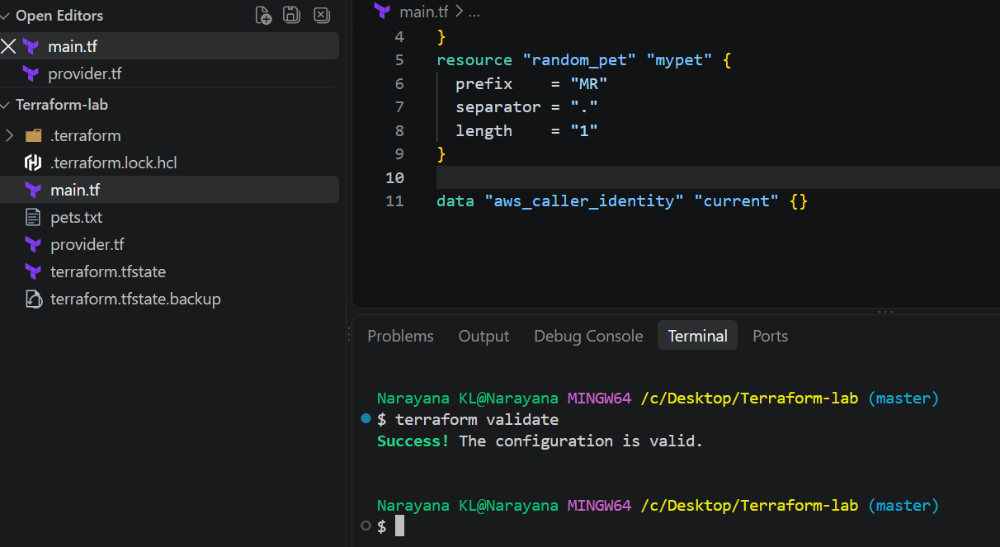 Open Editors
main.tf
provider.tf
Terraform-lab
.terraform
.terraform.lock.hcl
main.tf
pets.txt
provider.tf
terraform.tfstate
terraform.tfstate.backup
main.tf > ...
4 }
5 resource "random_pet" "mypet" {
6 prefix    = "MR"
7 separator = "."
8 length    = "1"
9 }
10
11 data "aws_caller_identity" "current" {}
Problems Output Debug Console Terminal Ports
Narayana KL@Narayana MINGW64 /c/Desktop/Terraform-lab (master)
$ terraform validate
Success! The configuration is valid.
Narayana KL@Narayana MINGW64 /c/Desktop/Terraform-lab (master)
$